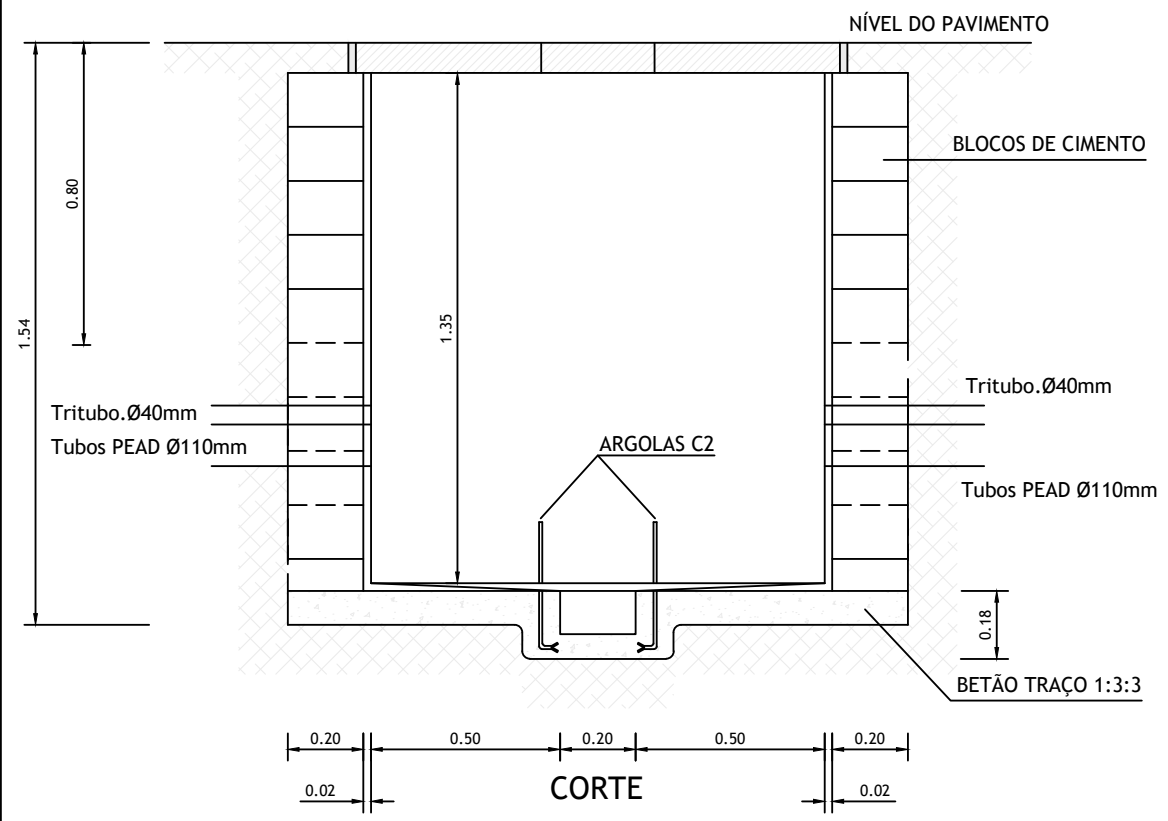 NÍVEL DO PAVIMENTO
BLOCOS DE CIMENTO
0.80
1.54
1.35
Tritubo.Ø40mm
Tritubo.Ø40mm
Tubos PEAD Ø110mm
ARGOLAS C2
Tubos PEAD Ø110mm
0.18
BETÃO TRAÇO 1:3:3
0.20
0.50
0.20
0.50
0.20
0.02
CORTE
0.02